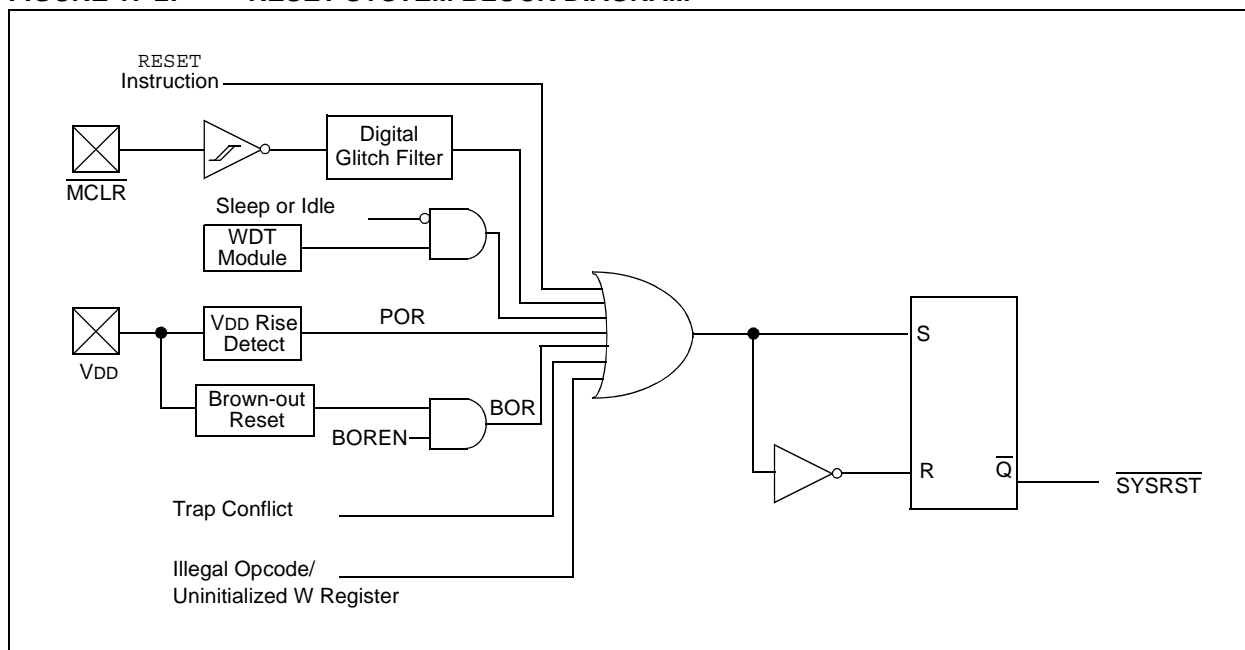 RESET
Instruction
Digital
Glitch Filter
MCLR
Sleep or Idle
WDT
Module
VDD Rise
Detect
POR
VDD
Brown-out
Reset
BOR
BOREN
S
R
Q
SYSRST
Trap Conflict
Illegal Opcode/
Uninitialized W Register